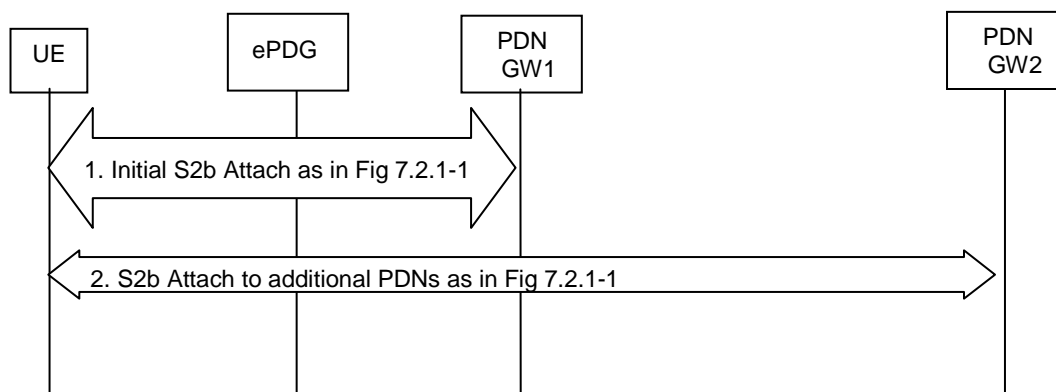 UE
ePDG
PDN
GW1
PDN
GW2
1. Initial S2b Attach as in Fig 7.2.1-1
2. S2b Attach to additional PDNs as in Fig 7.2.1-1